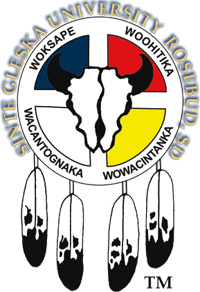 SINTE GLESKA UNIVERSITY ROSEBUD, SD
WOKSAPE
WOOHITIKA
WACANTOGNAKA
WOWACINTANKA
TM